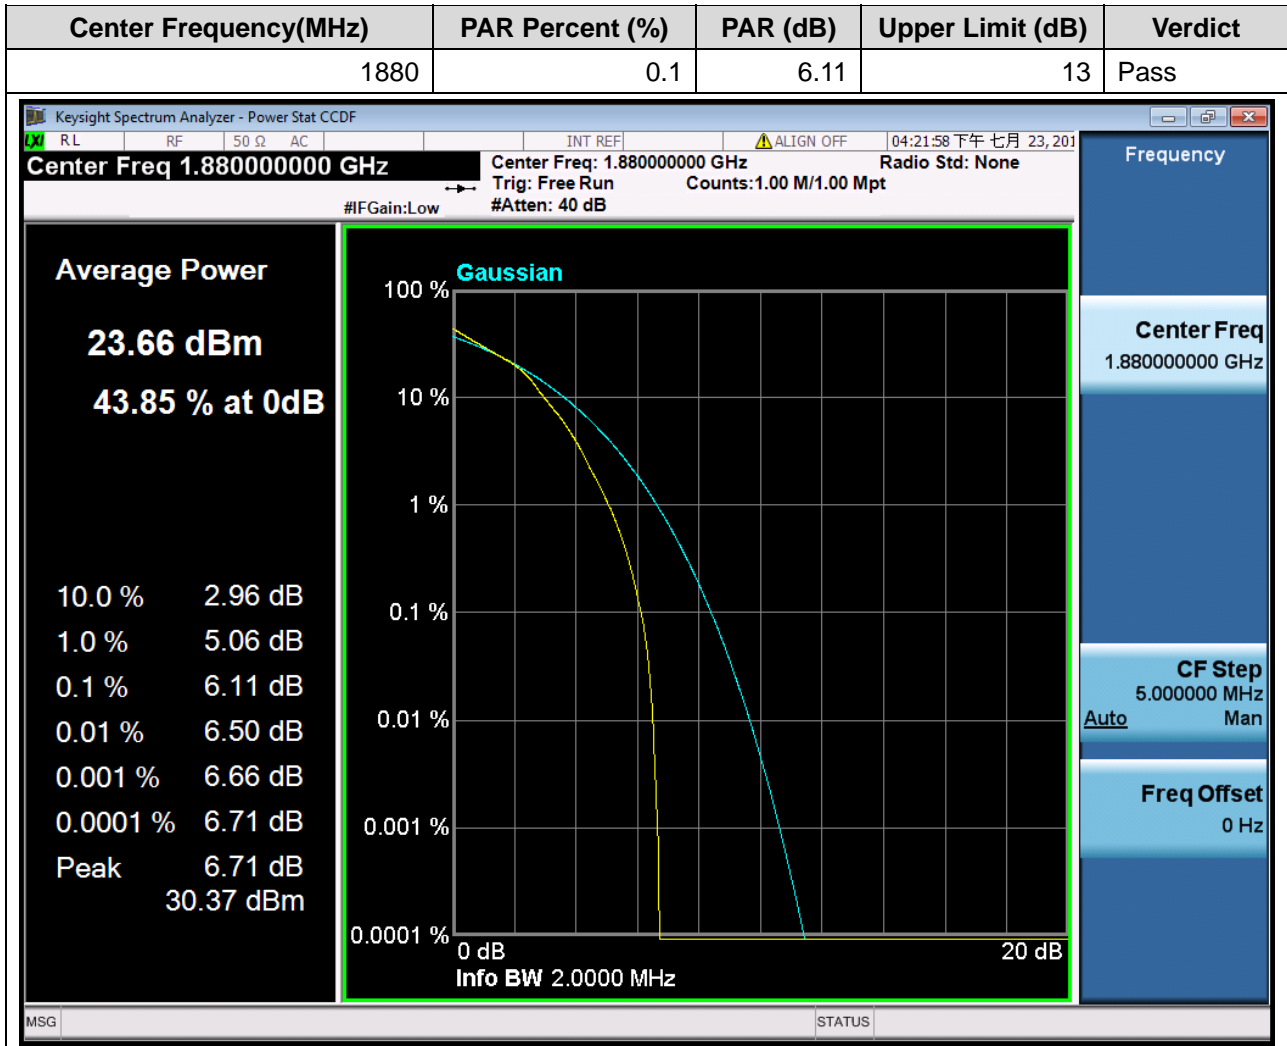 Center Frequency(MHz) PAR Percent (%) PAR (dB) Upper Limit (dB) Verdict
1880 0.1 6.11 13 Pass
Keysight Spectrum Analyzer - Power Stat CCDF
LXI RL RF 50 Ω AC INT REF ALIGN OFF 04:21:58 下午 七月 23, 201
Center Freq 1.880000000 GHz
Center Freq: 1.880000000 GHz Radio Std: None
Trig: Free Run Counts:1.00 M/1.00 Mpt
#IFGain:Low #Atten: 40 dB
Average Power
23.66 dBm
43.85 % at 0dB
10.0 % 2.96 dB
1.0 % 5.06 dB
0.1 % 6.11 dB
0.01 % 6.50 dB
0.001 % 6.66 dB
0.0001 % 6.71 dB
Peak 6.71 dB
30.37 dBm
Gaussian
100 %
10 %
1 %
0.1 %
0.01 %
0.001 %
0.0001 %
0 dB 20 dB
Info BW 2.0000 MHz
Frequency
Center Freq
1.880000000 GHz
CF Step
5.000000 MHz
Auto Man
Freq Offset
0 Hz
MSG STATUS